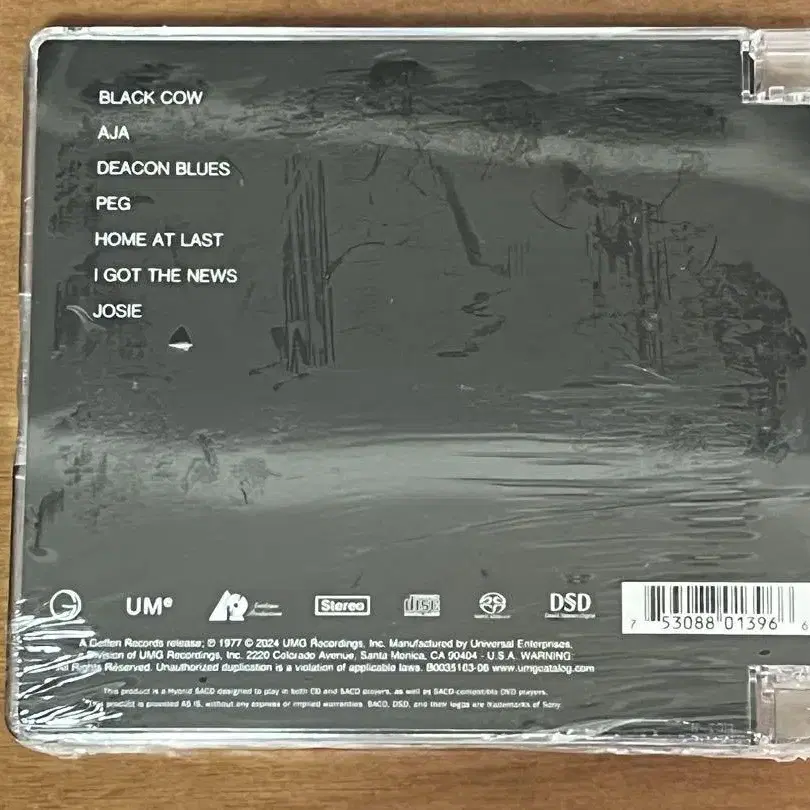 BLACK COW
AJA
DEACON BLUES
PEG
HOME AT LAST
I GOT THE NEWS
JOSIE
UMe
Stereo
DSD
7 53088 01396 6
A Geffen Records release; ℗ 1977 © 2024 UMG Recordings, Inc. Manufactured by Universal Enterprises,
a Division of UMG Recordings, Inc. 2220 Colorado Avenue, Santa Monica, CA 90404 - U.S.A. WARNING:
All Rights Reserved. Unauthorized duplication is a violation of applicable laws. B0035163-06 www.umgcatalog.com
This product is a Hybrid SACD designed to play in both CD and SACD players, as well as SACD-compatible DVD players.
This product is provided AS IS, without any express or implied warranties. SACD, DSD, and their logos are trademarks of Sony.